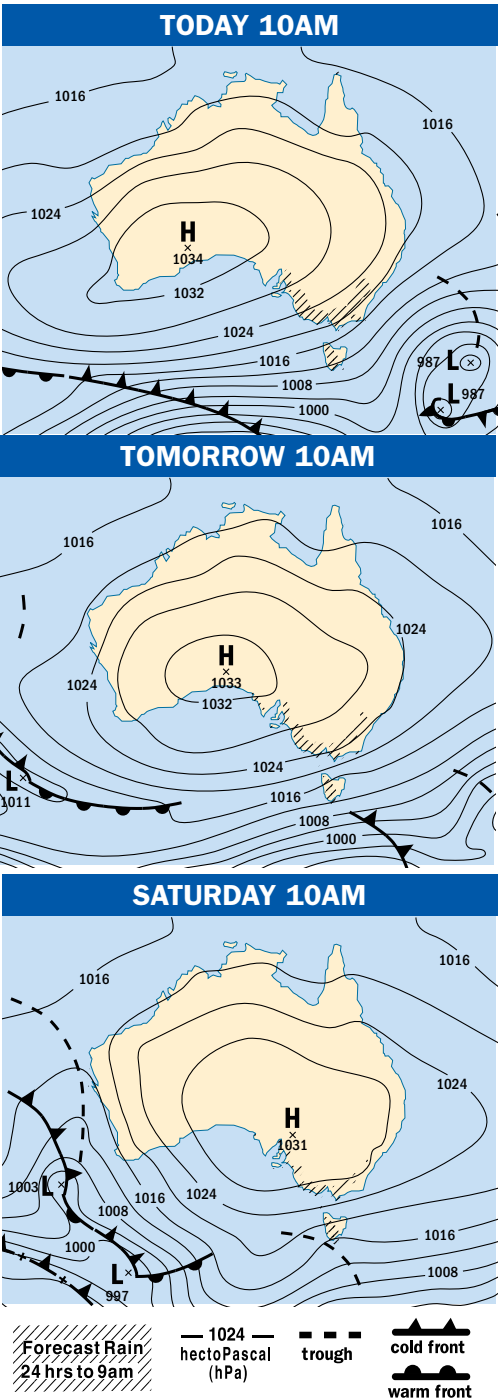 TODAY 10AM
1016
1016
1024
H
1034
1032
1024
1016
987 L
1008
L 987
1000
TOMORROW 10AM
1016
1016
1024
H
1024
1033
1032
1024
L
1011
1016
1008
1000
SATURDAY 10AM
1016
1016
1024
H
1031
1003 L
1016
1024
1008
1016
1000
1008
L
L
997
Forecast Rain
24 hrs to 9am
1024
hectoPascal
(hPa)
trough
cold front
warm front